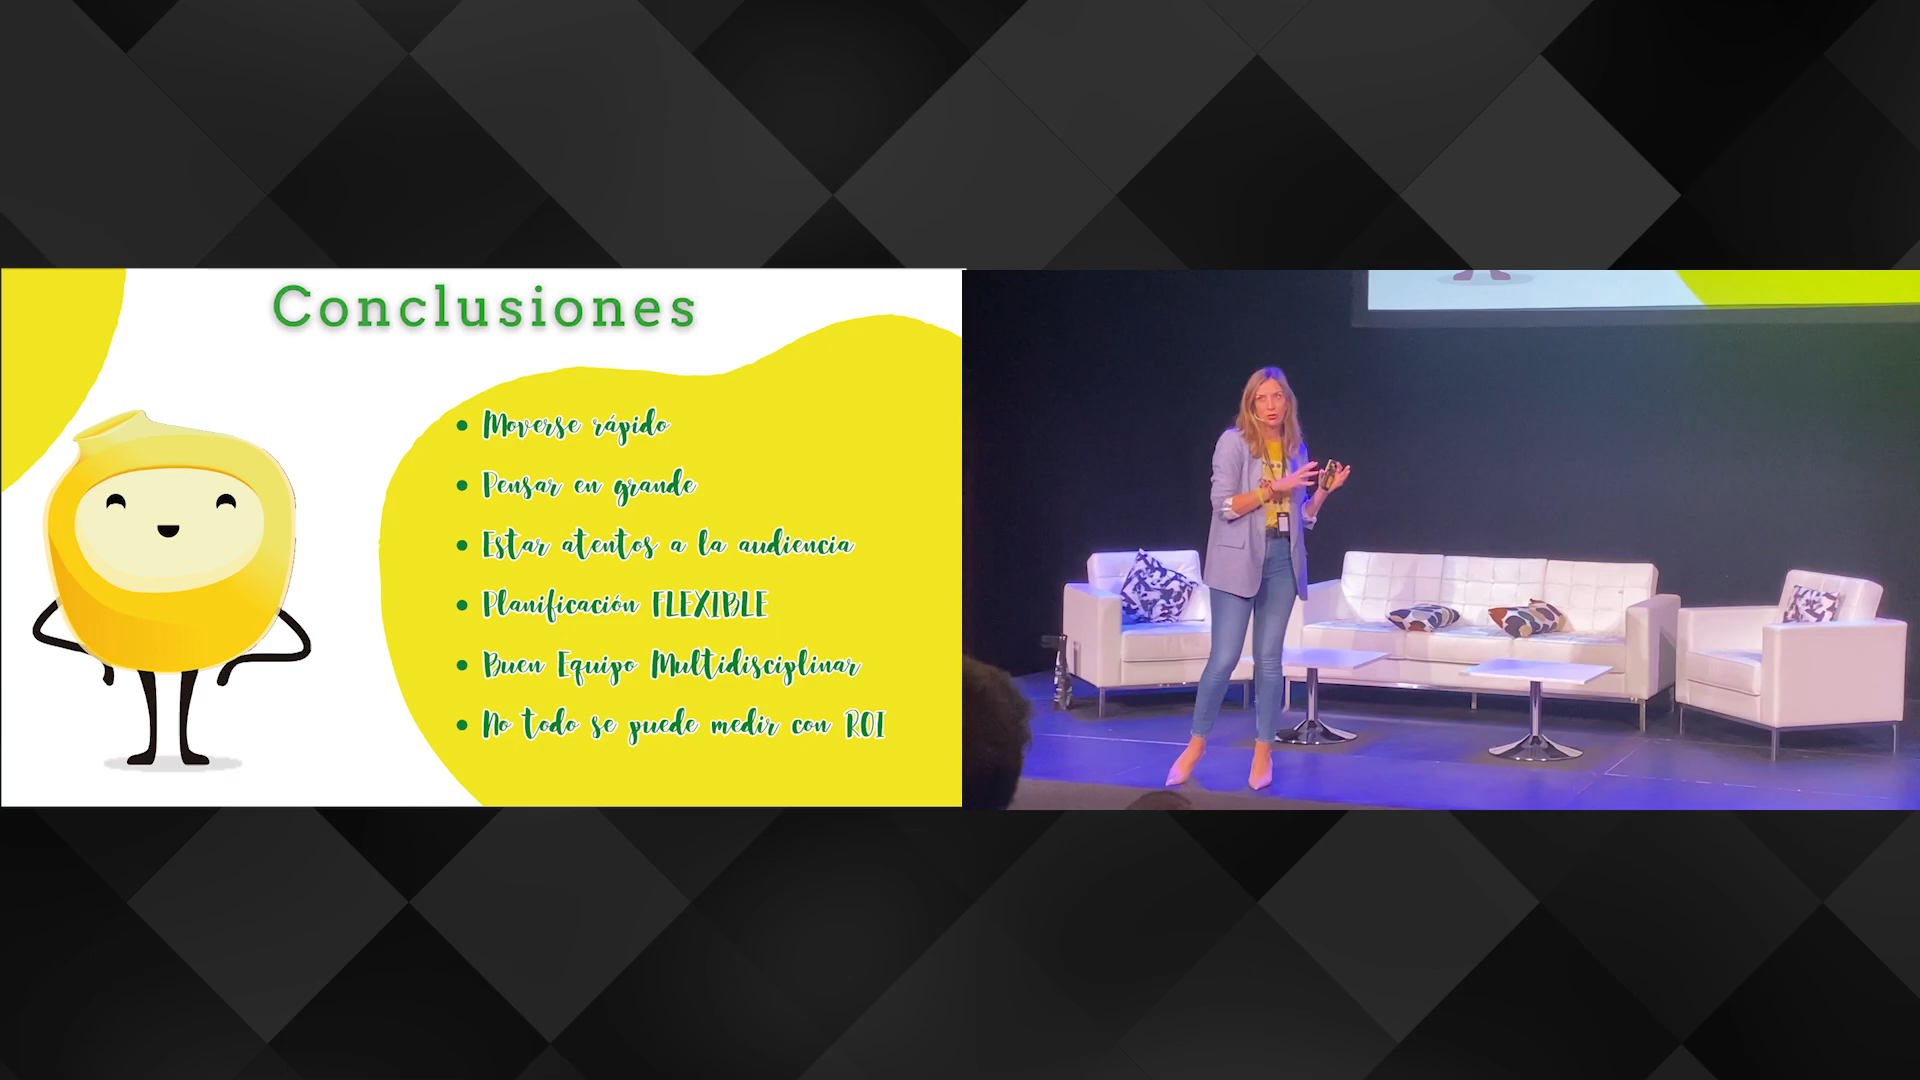 Conclusiones
• Moverse rápido
• Pensar en grande
• Estar atentos a la audiencia
• Planificación FLEXIBLE
• Buen Equipo Multidisciplinar
• No todo se puede medir con ROI